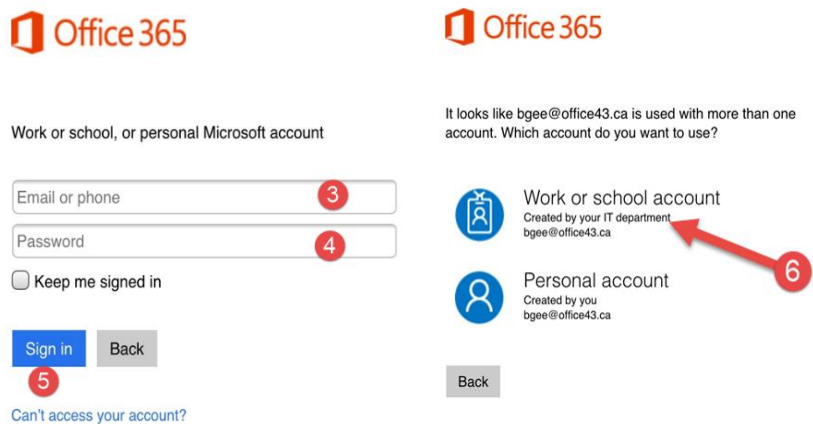 Office 365
Work or school, or personal Microsoft account
Email or phone 3
Password 4
Keep me signed in
Sign in Back
5
Can't access your account?
Office 365
It looks like bgee@office43.ca is used with more than one
account. Which account do you want to use?
Work or school account
Created by your IT department
bgee@office43.ca
6
Personal account
Created by you
bgee@office43.ca
Back